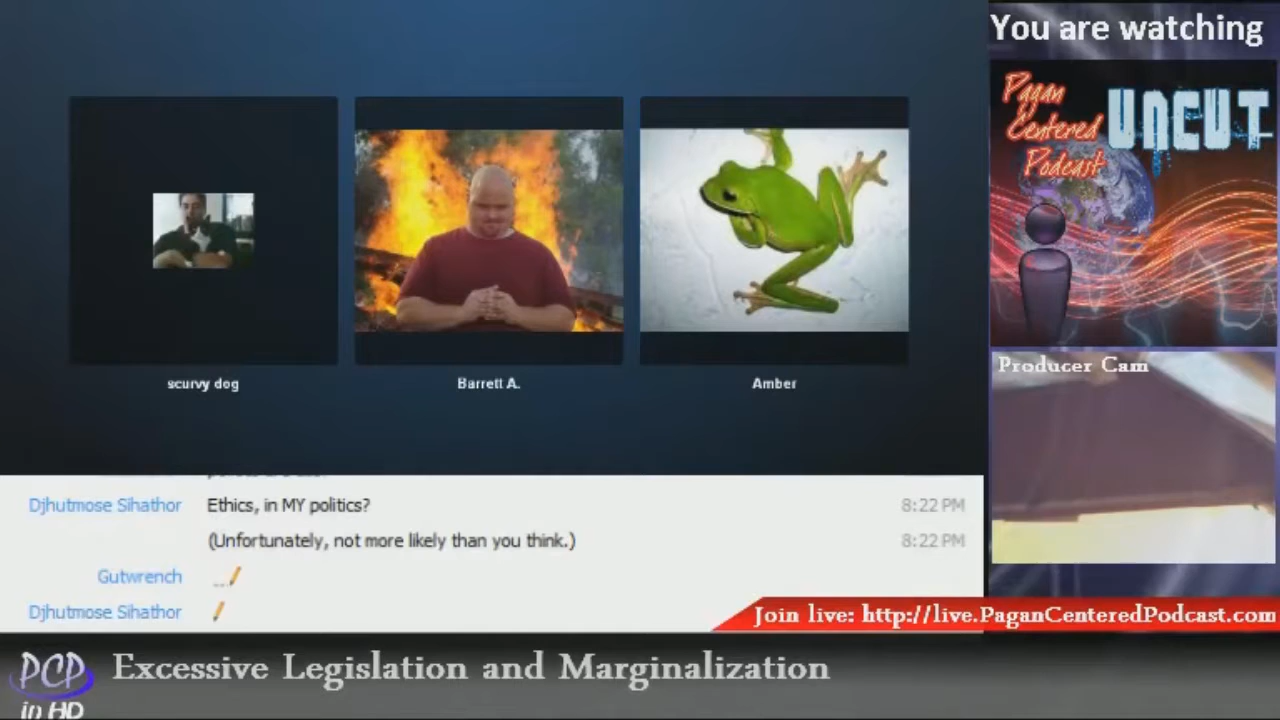 You are watching
Pagan
Centered
Podcast
UNCUT
Producer Cam
scurvy dog
Barrett A.
Amber
Djhutmose Sihathor
Ethics, in MY politics?
8:22 PM
(Unfortunately, not more likely than you think.)
8:22 PM
Gutwrench
...
Djhutmose Sihathor
Join live: http://live.PaganCenteredPodcast.com
PCP
in HD
Excessive Legislation and Marginalization